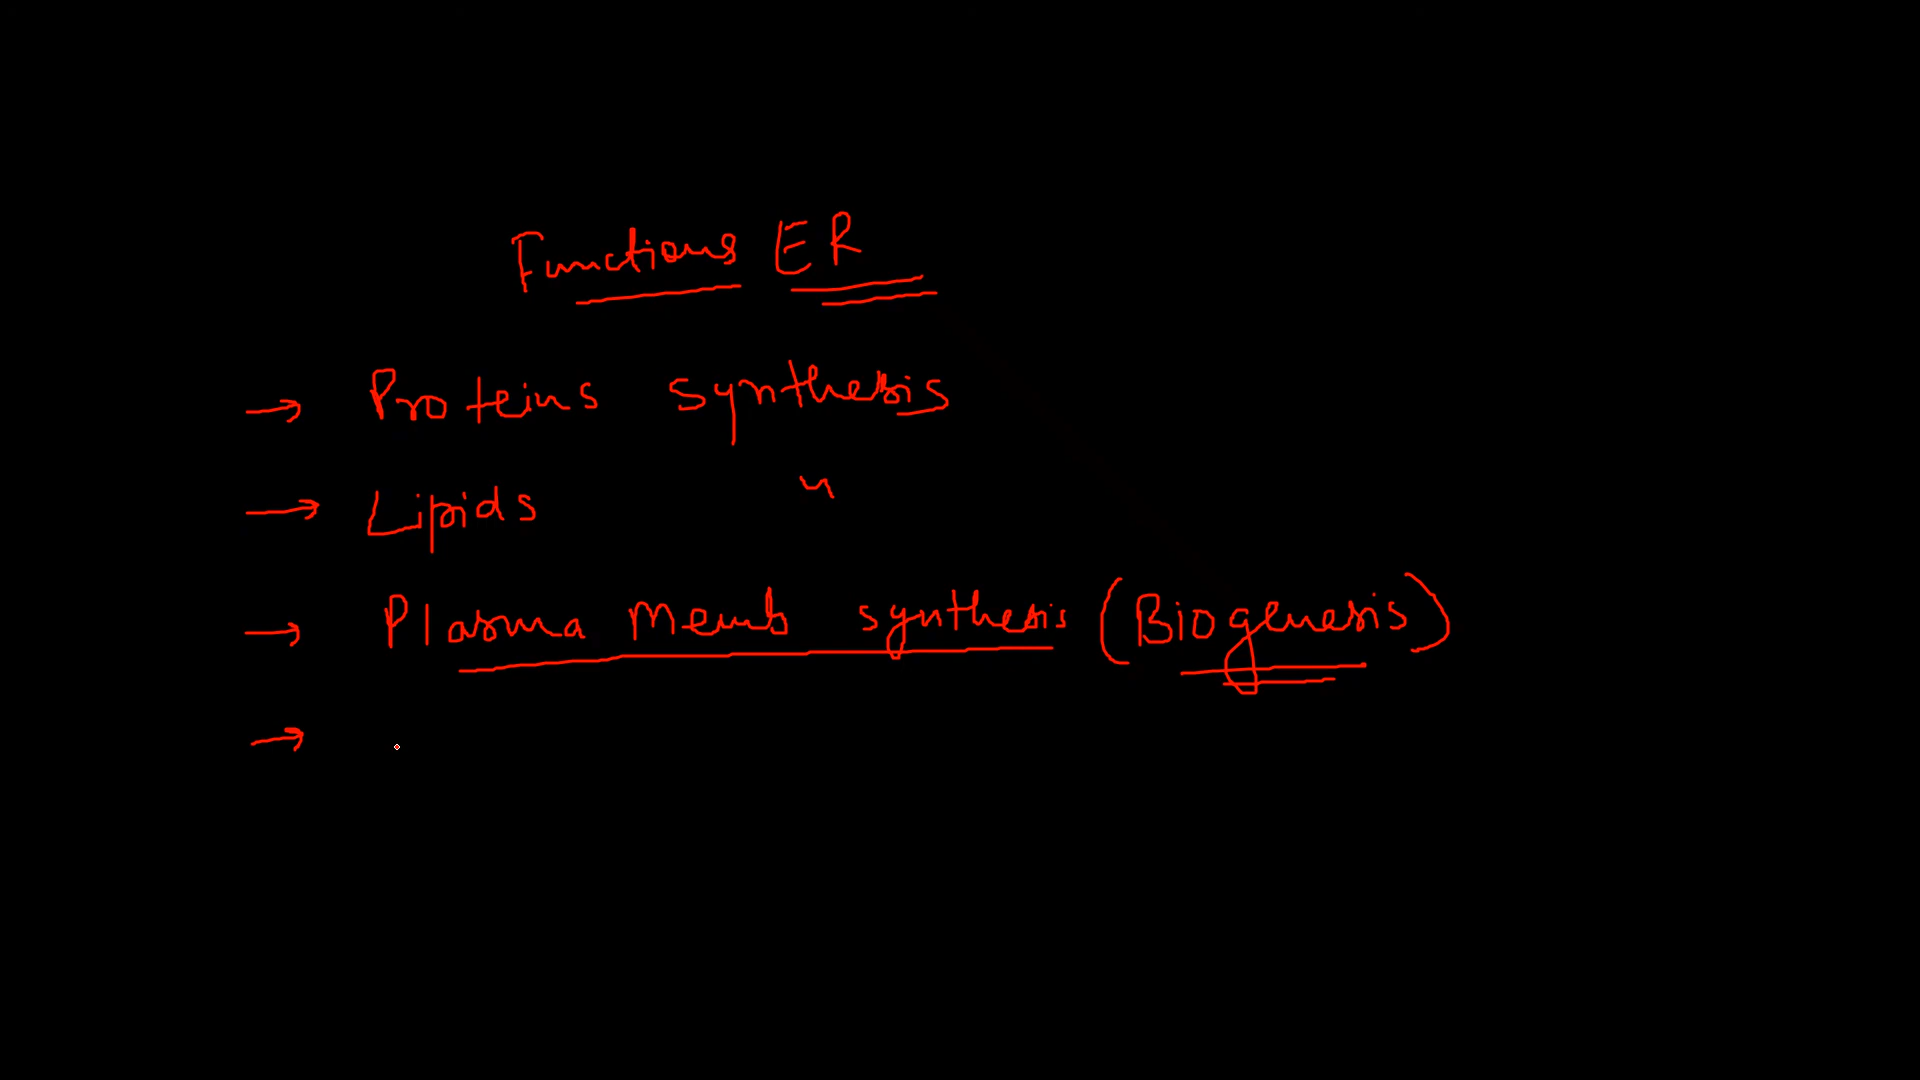 Functions ER
→ Proteins synthesis
→ Lipids "
→ Plasma Memb synthesis (Biogenesis)
→